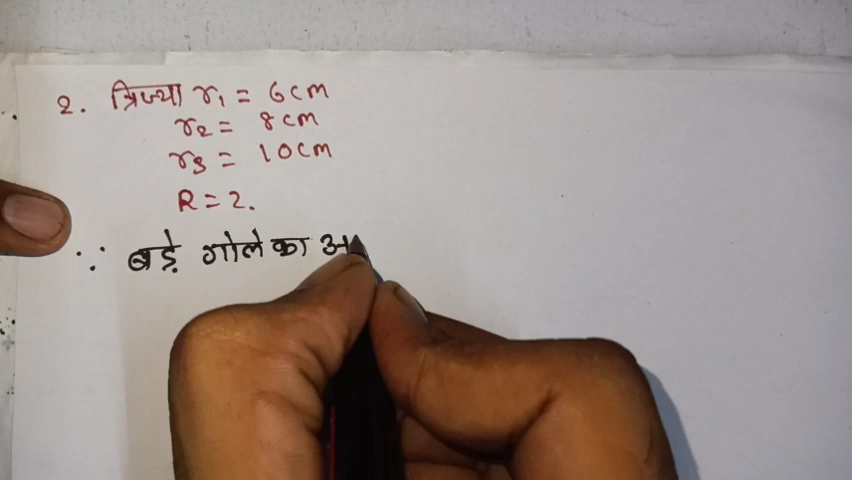 2. त्रिज्या r₁ = 6cm
r₂ = 8cm
r₃ = 10cm
R = 2.
∵ बड़े गोले का